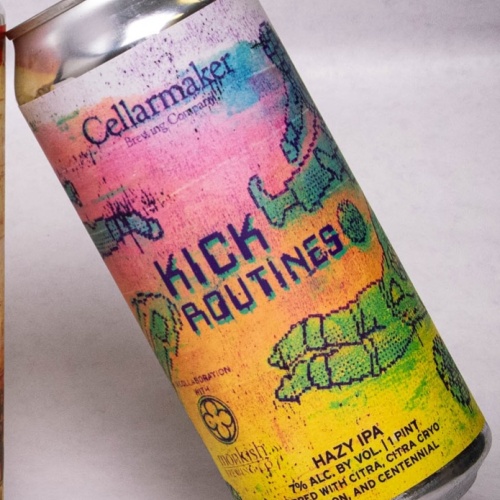 Cellarmaker
Brewing Company
KICK
ROUTINES
COLLABORATION
WITH
HAZY IPA
7% ALC. BY VOL. | 1 PINT
WITH CITRA, CITRA CRYO
AND CENTENNIAL